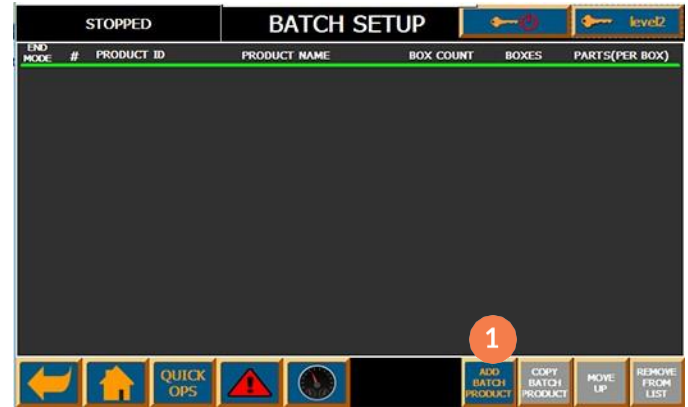 STOPPED
BATCH SETUP
level2
END
MODE # PRODUCT ID PRODUCT NAME BOX COUNT BOXES PARTS(PER BOX)
1
QUICK
OPS
ADD
BATCH
PRODUCT
COPY
BATCH
PRODUCT
MOVE
UP
REMOVE
FROM
LIST